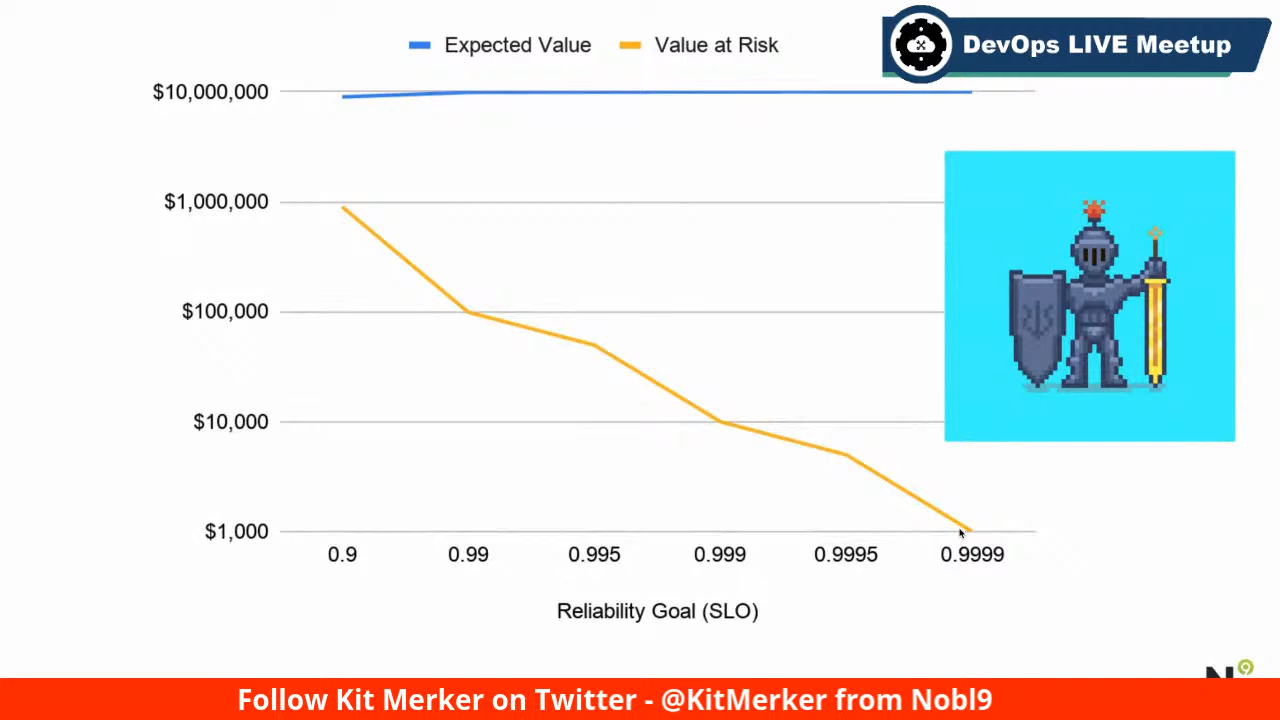 Expected Value
Value at Risk
DevOps LIVE Meetup
$10,000,000
$1,000,000
$100,000
$10,000
$1,000
0.9
0.99
0.995
0.999
0.9995
0.9999
Reliability Goal (SLO)
Follow Kit Merker on Twitter - @KitMerker from Nobl9